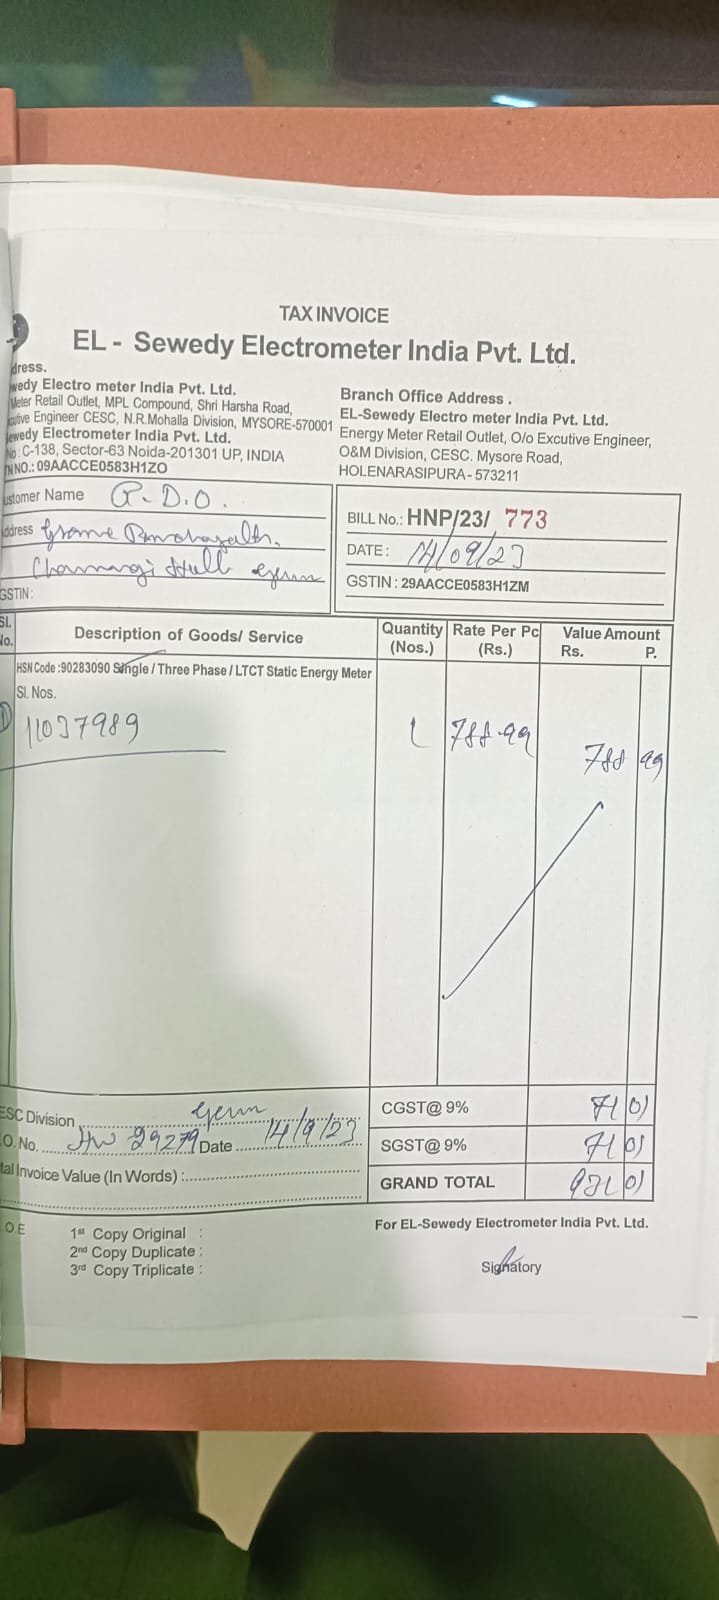 TAX INVOICE
EL - Sewedy Electrometer India Pvt. Ltd.
dress.
wedy Electro meter India Pvt. Ltd.
Meter Retail Outlet, MPL Compound, Shri Harsha Road,
cutive Engineer CESC, N.R.Mohalla Division, MYSORE-570001
ewedy Electrometer India Pvt. Ltd.
No : C-138, Sector-63 Noida-201301 UP, INDIA
TIN NO.: 09AACCE0583H1ZO
Branch Office Address .
EL-Sewedy Electro meter India Pvt. Ltd.
Energy Meter Retail Outlet, O/o Excutive Engineer,
O&M Division, CESC. Mysore Road,
HOLENARASIPURA - 573211
ustomer Name P.D.O.
ddress
GSTIN:
BILL No.: HNP/23/ 773
DATE : 14/09/23
GSTIN : 29AACCE0583H1ZM
Sl. No. Description of Goods/ Service Quantity (Nos.) Rate Per Pc (Rs.) Value Amount Rs. P.
HSN Code :90283090 Single / Three Phase / LTCT Static Energy Meter
Sl. Nos.
1 11037989 1 788.99 788 99
ESC Division
O. No. 29279 Date 14/9/23
tal Invoice Value (In Words) :
CGST@ 9% 71 01
SGST@ 9% 71 01
GRAND TOTAL 931 01
. O.E
1st Copy Original :
2nd Copy Duplicate :
3rd Copy Triplicate :
For EL-Sewedy Electrometer India Pvt. Ltd.
Signatory